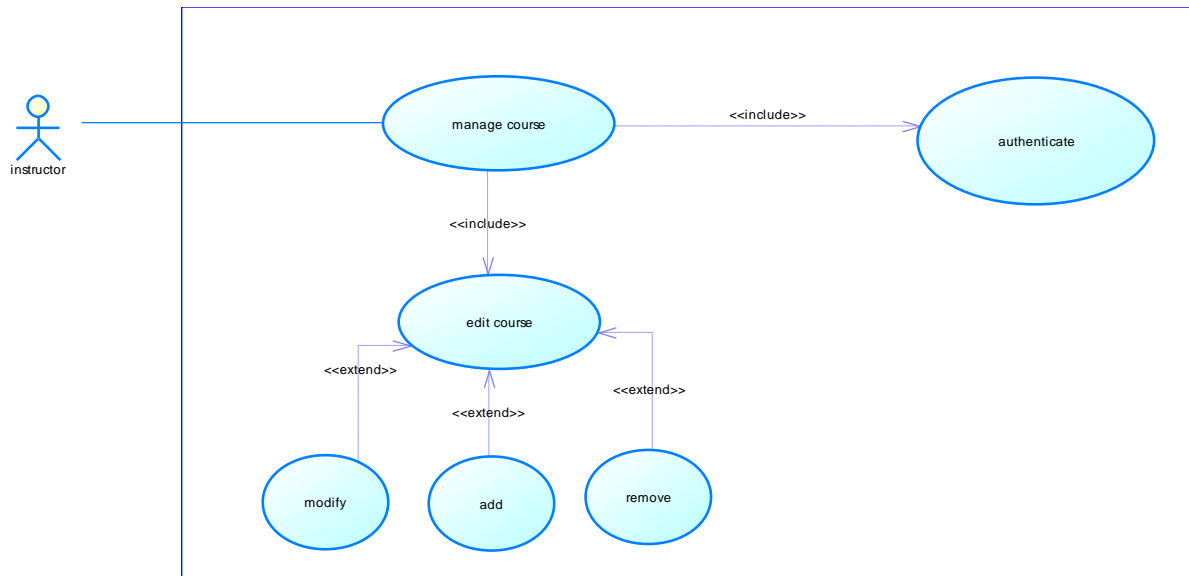 manage course
<<include>>
authenticate
instructor
<<include>>
edit course
<<extend>>
<<extend>>
<<extend>>
modify
add
remove